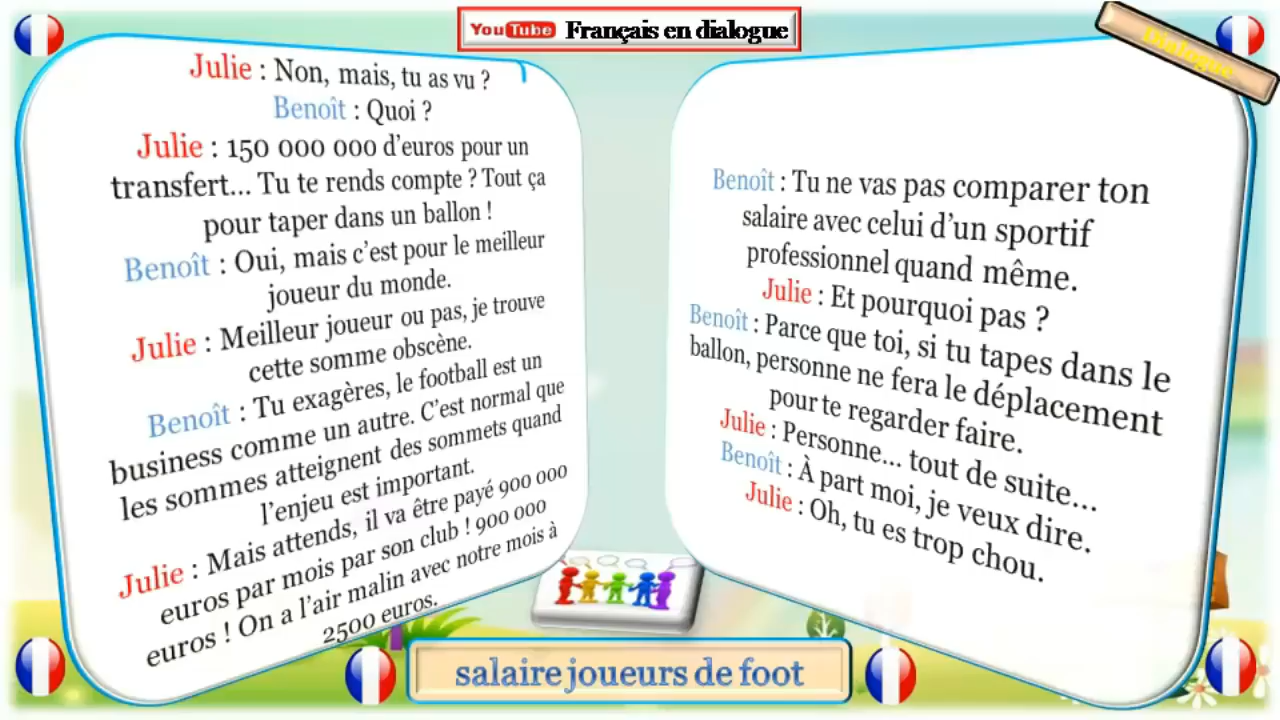 YouTube Français en dialogue
Dialogue
Julie : Non, mais, tu as vu ?
Benoît : Quoi ?
Julie : 150 000 000 d’euros pour un
transfert... Tu te rends compte ? Tout ça
pour taper dans un ballon !
Benoît : Oui, mais c’est pour le meilleur
joueur du monde.
Julie : Meilleur joueur ou pas, je trouve
cette somme obscène.
Benoît : Tu exagères, le football est un
business comme un autre. C’est normal que
les sommes atteignent des sommets quand
l’enjeu est important.
Julie : Mais attends, il va être payé 900 000
euros par mois par son club ! 900 000
euros ! On a l’air malin avec notre mois à
2500 euros.
Benoît : Tu ne vas pas comparer ton
salaire avec celui d’un sportif
professionnel quand même.
Julie : Et pourquoi pas ?
Benoît : Parce que toi, si tu tapes dans le
ballon, personne ne fera le déplacement
pour te regarder faire.
Julie : Personne... tout de suite...
Benoît : À part moi, je veux dire.
Julie : Oh, tu es trop chou.
salaire joueurs de foot